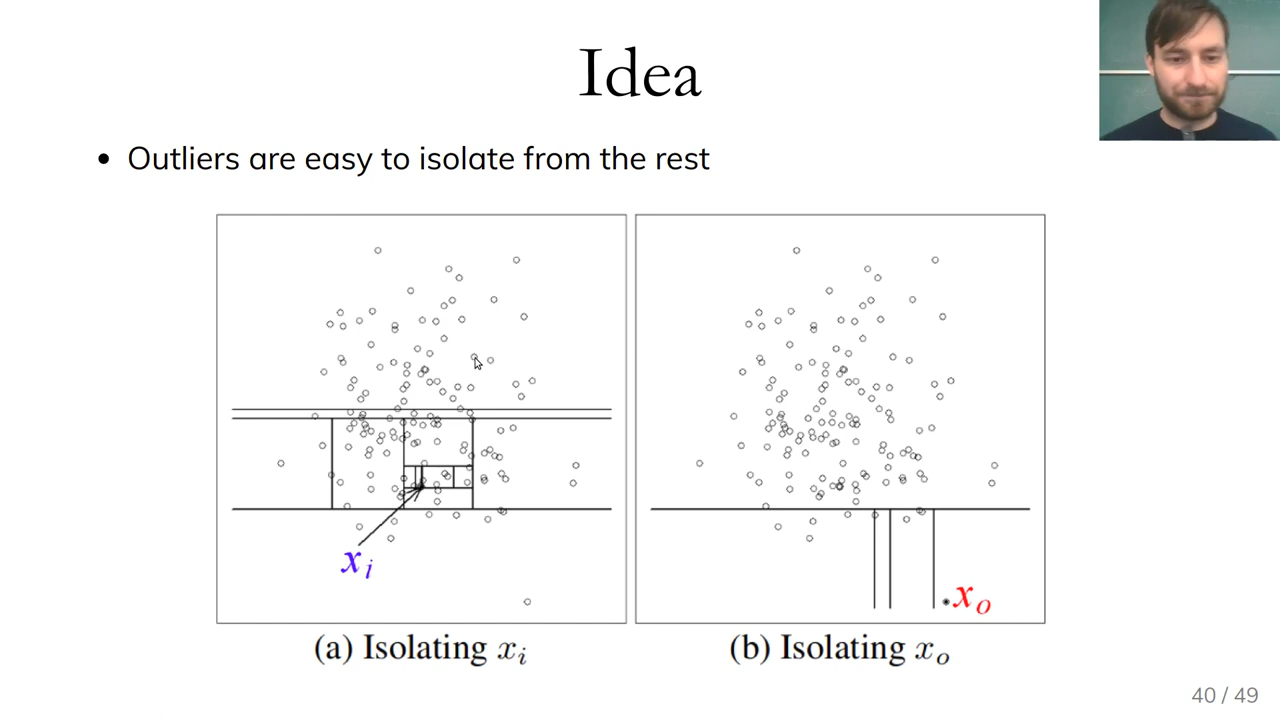 Idea
• Outliers are easy to isolate from the rest
x_i
x_o
(a) Isolating x_i
(b) Isolating x_o
40 / 49